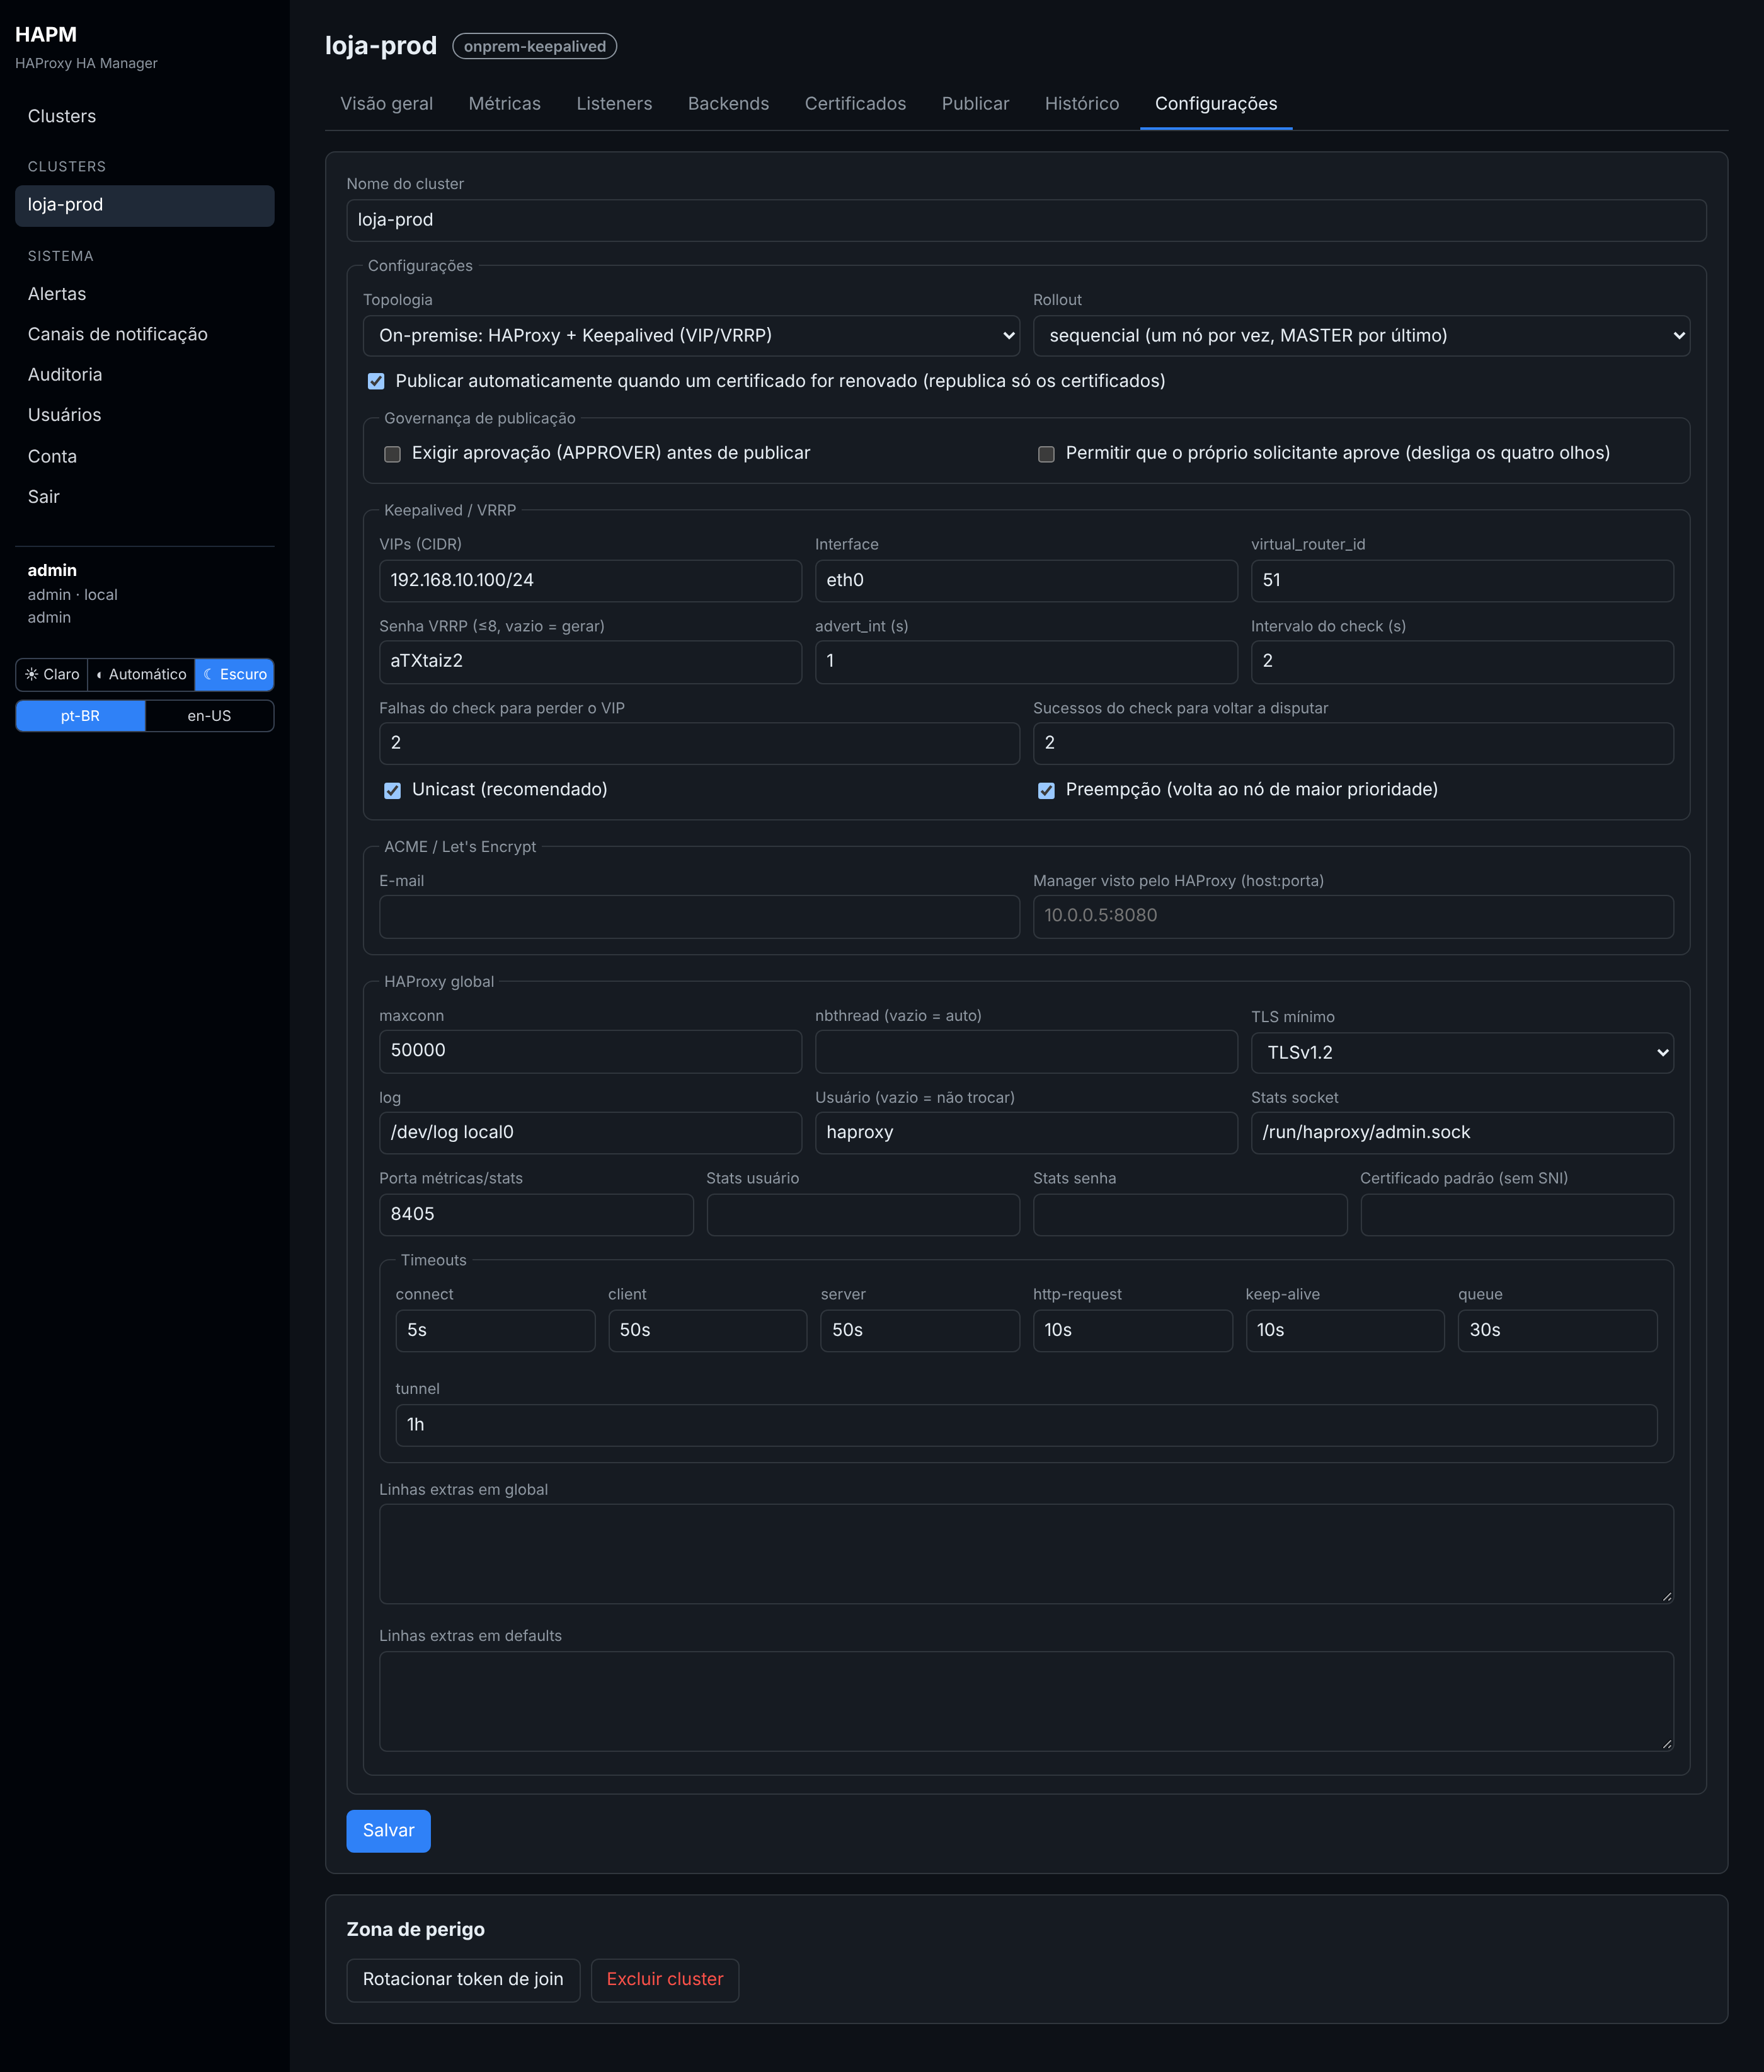 HAPM
HAProxy HA Manager
Clusters
CLUSTERS
loja-prod
SISTEMA
Alertas
Canais de notificação
Auditoria
Usuários
Conta
Sair
admin
admin · local
admin
☀ Claro
Automático
☾ Escuro
pt-BR
en-US
loja-prod
onprem-keepalived
Visão geral
Métricas
Listeners
Backends
Certificados
Publicar
Histórico
Configurações
Nome do cluster
loja-prod
Configurações
Topologia
Rollout
On-premise: HAProxy + Keepalived (VIP/VRRP)
sequencial (um nó por vez, MASTER por último)
Publicar automaticamente quando um certificado for renovado (republica só os certificados)
Governança de publicação
Exigir aprovação (APPROVER) antes de publicar
Permitir que o próprio solicitante aprove (desliga os quatro olhos)
Keepalived / VRRP
VIPs (CIDR)
Interface
virtual_router_id
192.168.10.100/24
eth0
51
Senha VRRP (≤8, vazio = gerar)
advert_int (s)
Intervalo do check (s)
aTXtaiz2
1
2
Falhas do check para perder o VIP
Sucessos do check para voltar a disputar
2
2
Unicast (recomendado)
Preempção (volta ao nó de maior prioridade)
ACME / Let's Encrypt
E-mail
Manager visto pelo HAProxy (host:porta)
10.0.0.5:8080
HAProxy global
maxconn
nbthread (vazio = auto)
TLS mínimo
50000
TLSv1.2
log
Usuário (vazio = não trocar)
Stats socket
/dev/log local0
haproxy
/run/haproxy/admin.sock
Porta métricas/stats
Stats usuário
Stats senha
Certificado padrão (sem SNI)
8405
Timeouts
connect
client
server
http-request
keep-alive
queue
5s
50s
50s
10s
10s
30s
tunnel
1h
Linhas extras em global
Linhas extras em defaults
Salvar
Zona de perigo
Rotacionar token de join
Excluir cluster